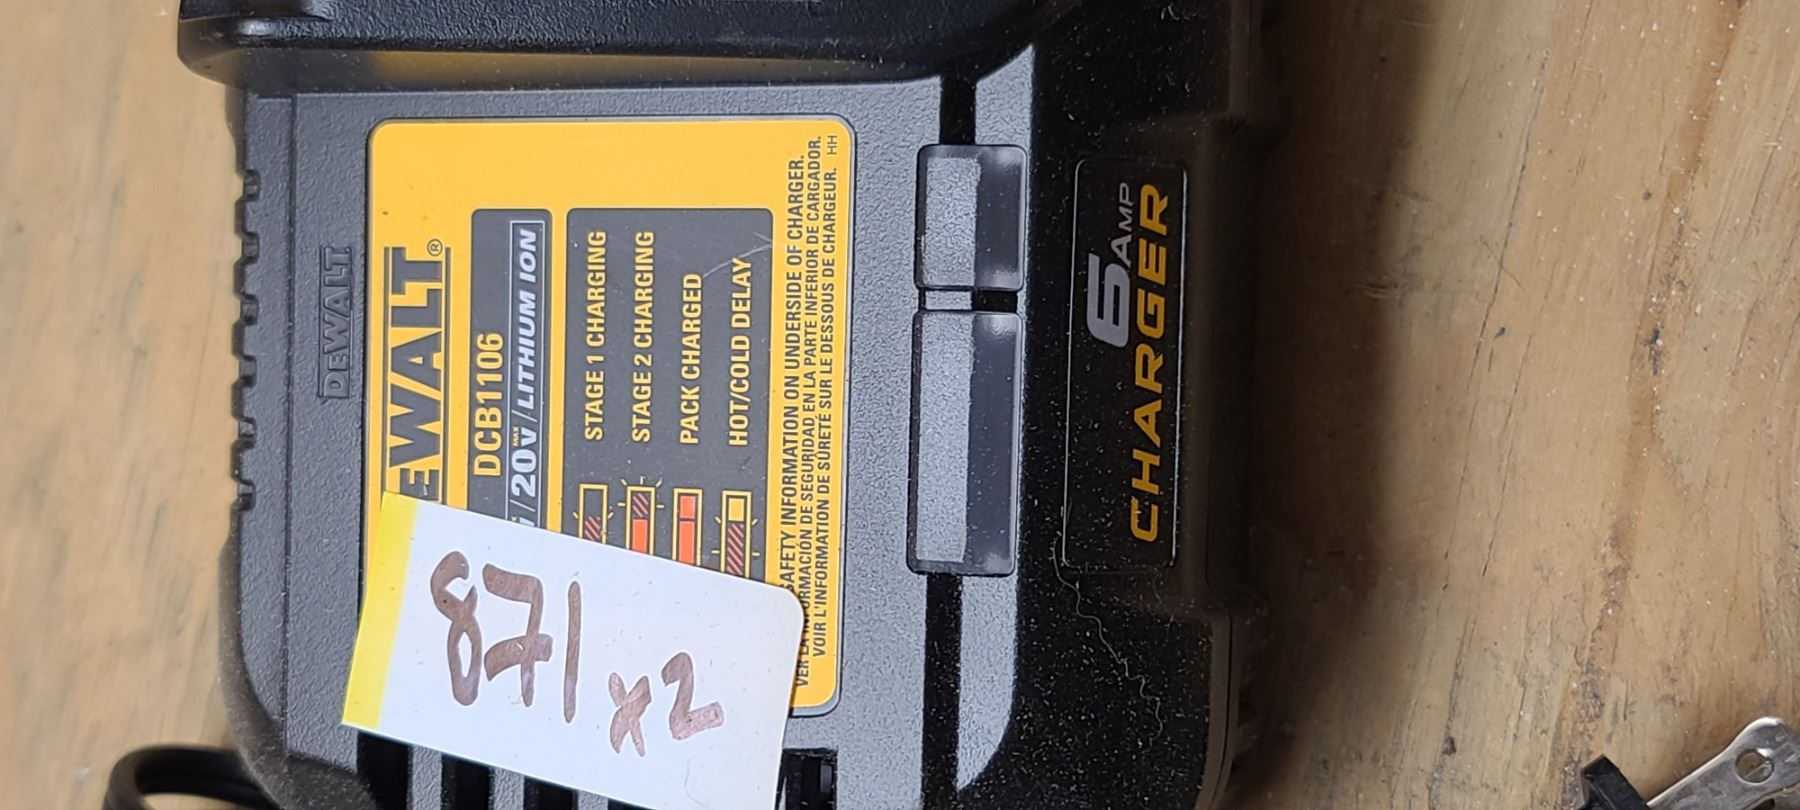 DEWALT
EWALT®
DCB1106
/20V MAX/LITHIUM ION
STAGE 1 CHARGING
STAGE 2 CHARGING
PACK CHARGED
HOT/COLD DELAY
SAFETY INFORMATION ON UNDERSIDE OF CHARGER.
VER LA INFORMACIÓN DE SEGURIDAD EN LA PARTE INFERIOR DE CARGADOR.
VOIR L'INFORMATION DE SÛRETÉ SUR LE DESSOUS DE CHARGEUR. HH
6 AMP
CHARGER
871
x2